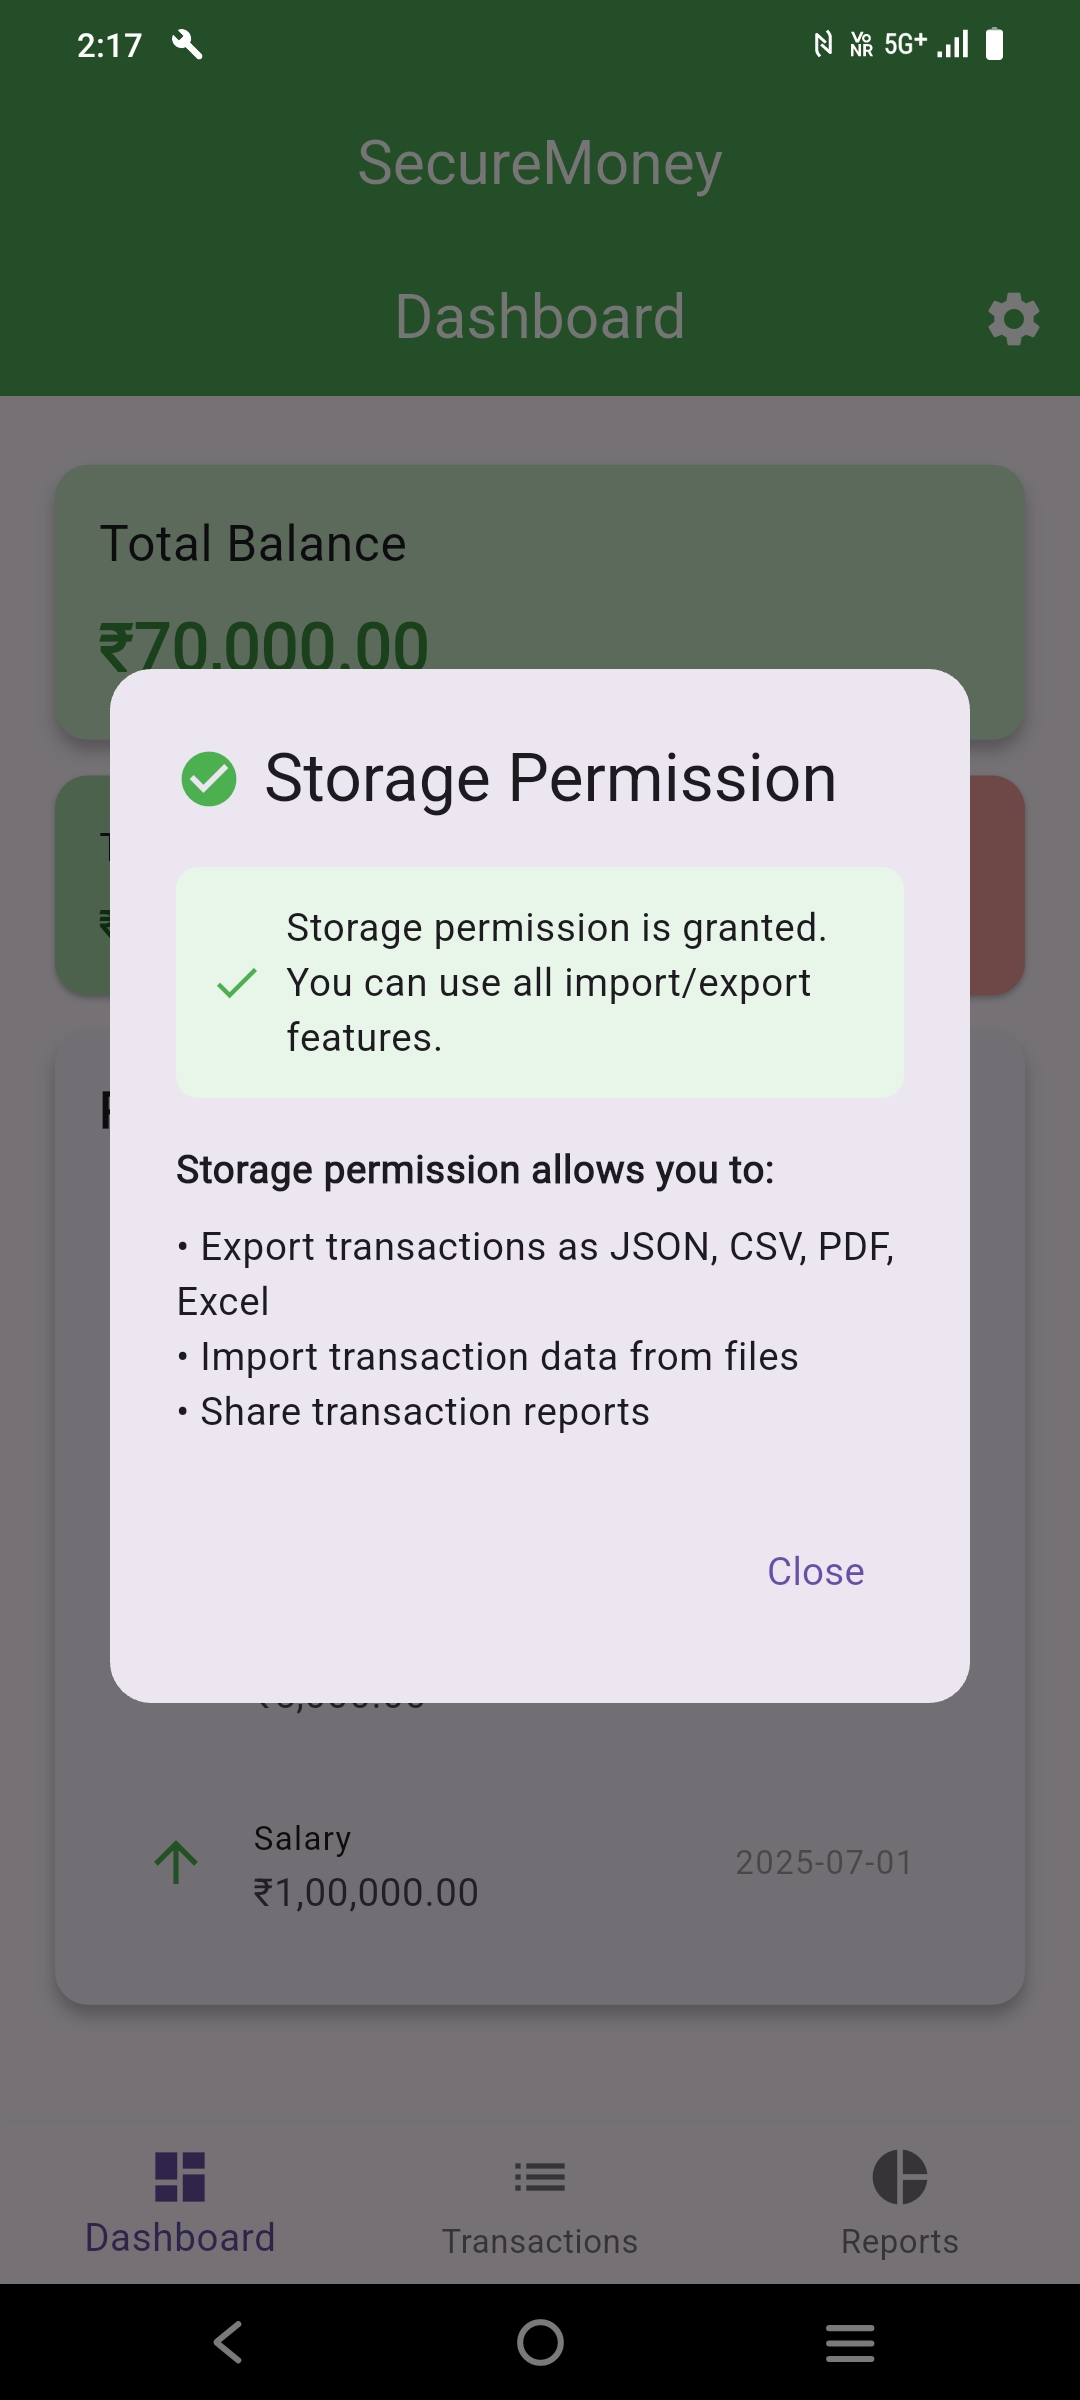 2:17
Vo
NR
5G+
SecureMoney
Dashboard
Total Balance
₹70,000.00
Storage Permission
Storage permission is granted.
You can use all import/export
features.
Storage permission allows you to:
• Export transactions as JSON, CSV, PDF,
Excel
• Import transaction data from files
• Share transaction reports
Close
Salary
2025-07-01
₹1,00,000.00
Dashboard
Transactions
Reports